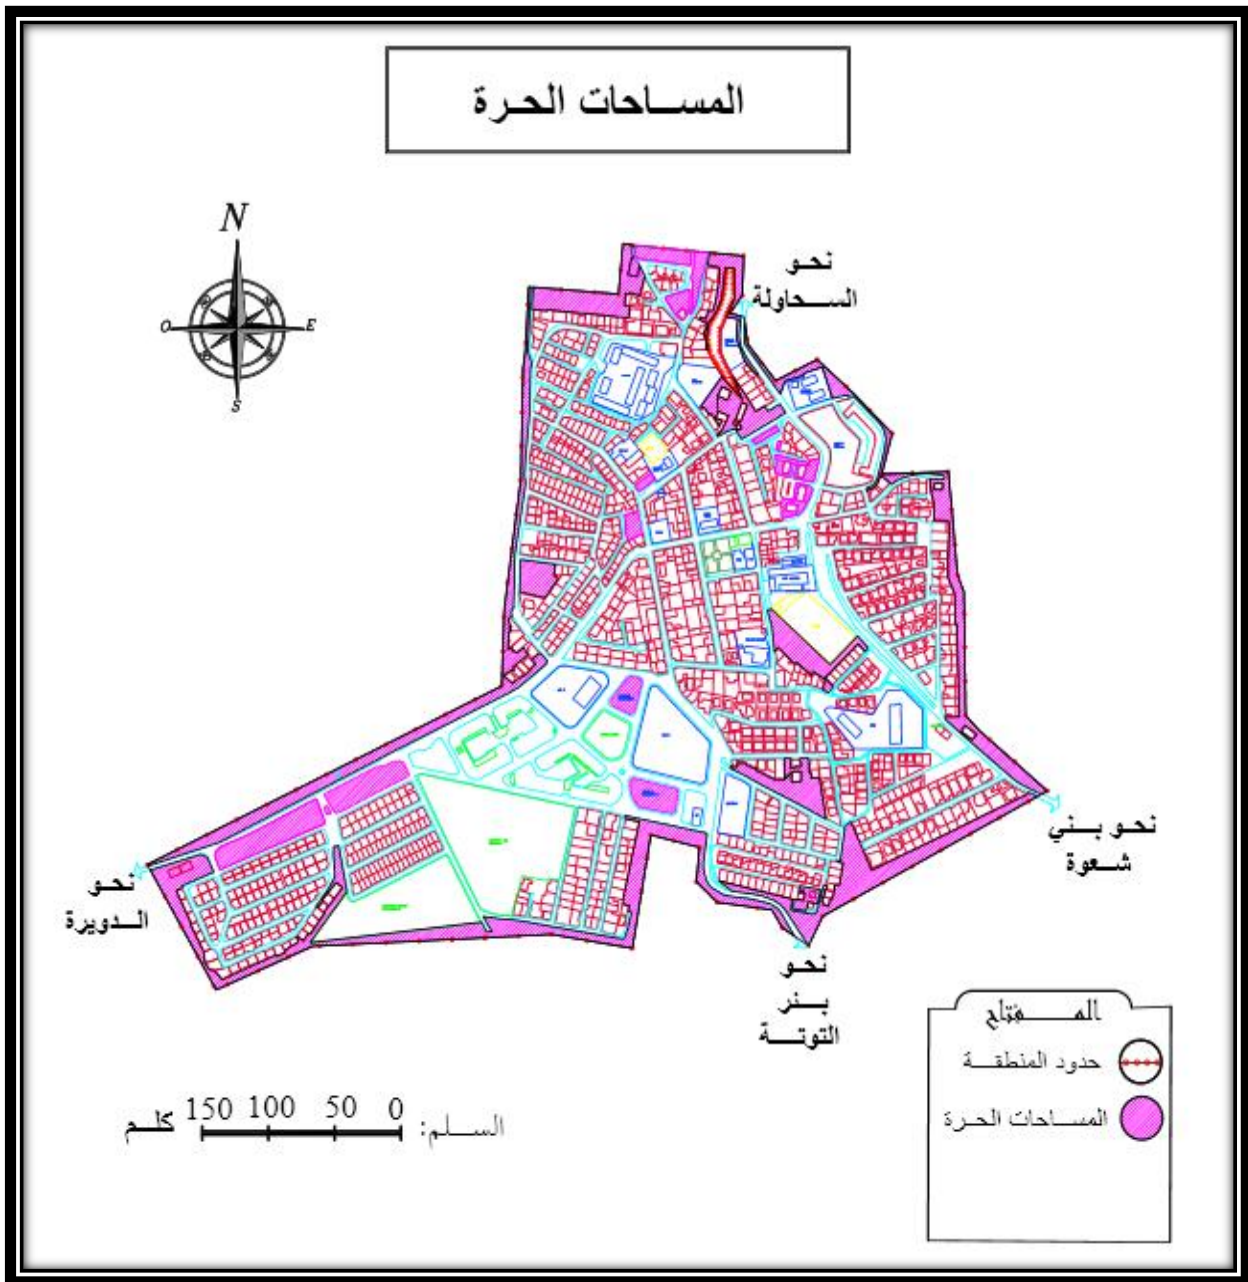 المساحات الحرة
N
O
E
S
نحو
السحاولة
نحو بني
شعوة
نحو
الدويرة
نحو
بنر
التوتة
المفتاح
حدود المنطقة
المساحات الحرة
السلم: 0 50 100 150 كلم